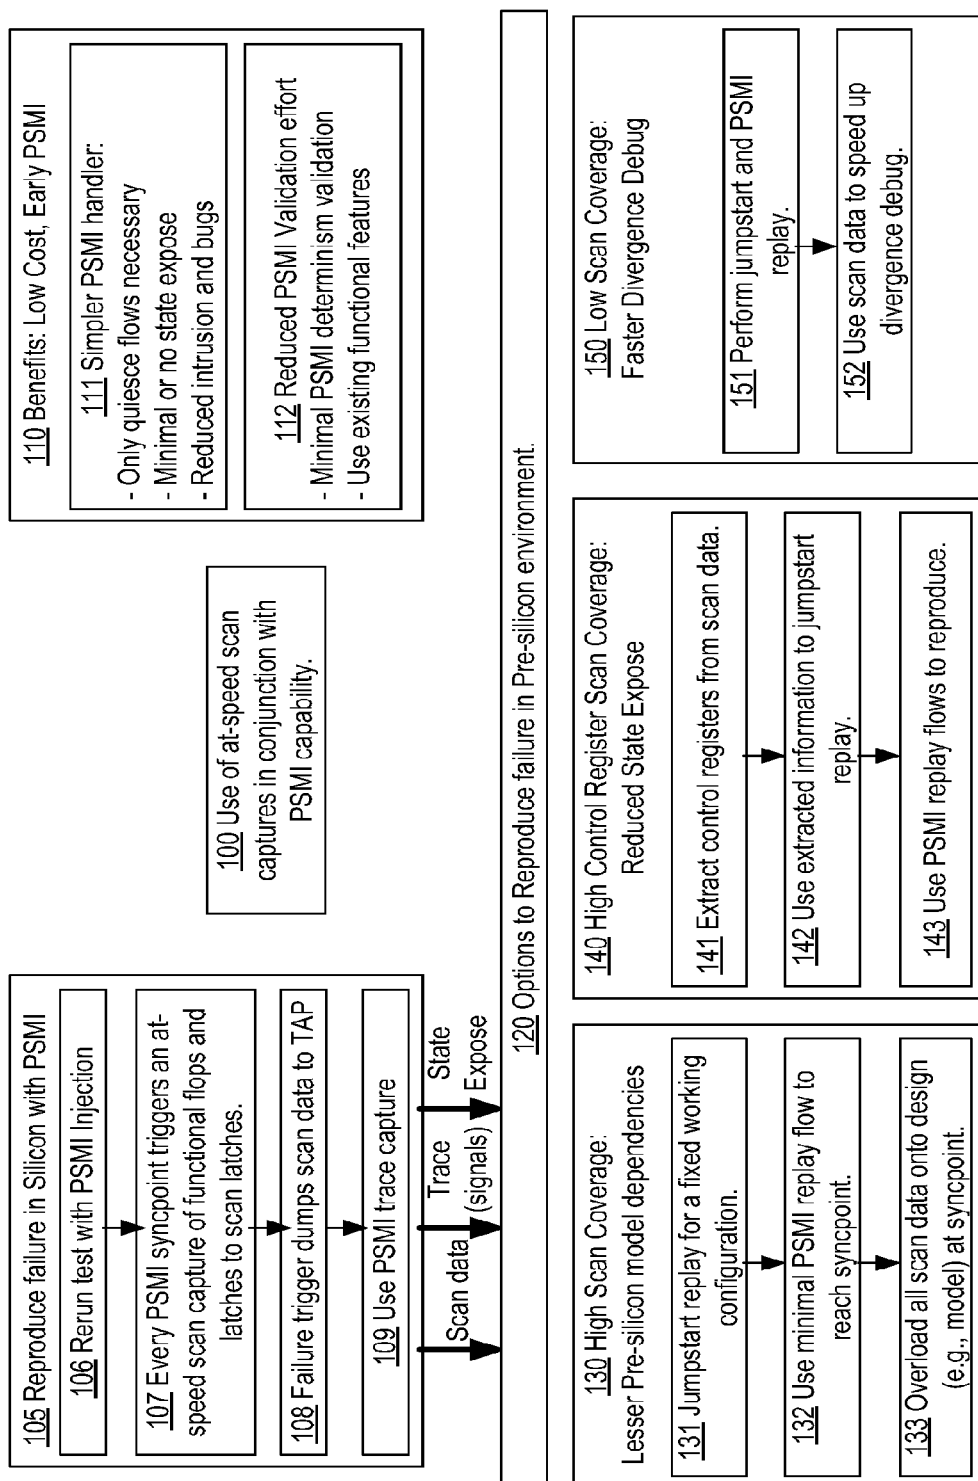 105 Reproduce failure in Silicon with PSMI
106 Rerun test with PSMI Injection
107 Every PSMI syncpoint triggers an at-
speed scan capture of functional flops and
latches to scan latches.
108 Failure trigger dumps scan data to TAP
109 Use PSMI trace capture
Scan data
Trace
(signals)
State
Expose
100 Use of at-speed scan
captures in conjunction with
PSMI capability.
110 Benefits: Low Cost, Early PSMI
111 Simpler PSMI handler:
- Only quiesce flows necessary
- Minimal or no state expose
- Reduced intrusion and bugs
112 Reduced PSMI Validation effort
- Minimal PSMI determinism validation
- Use existing functional features
120 Options to Reproduce failure in Pre-silicon environment.
130 High Scan Coverage:
Lesser Pre-silicon model dependencies
131 Jumpstart replay for a fixed working
configuration.
132 Use minimal PSMI replay flow to
reach syncpoint.
133 Overload all scan data onto design
(e.g., model) at syncpoint.
140 High Control Register Scan Coverage:
Reduced State Expose
141 Extract control registers from scan data.
142 Use extracted information to jumpstart
replay.
143 Use PSMI replay flows to reproduce.
150 Low Scan Coverage:
Faster Divergence Debug
151 Perform jumpstart and PSMI
replay.
152 Use scan data to speed up
divergence debug.